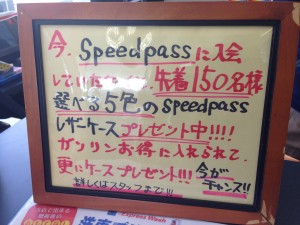 今、Speedpassに入会
していただくと、先着150名様
選べる5色のspeedpass
レザーケースプレゼント中!!!!
ガソリンお得に入れられて、
更にケースプレゼント!!! 今が
チャンス!!
詳しくはスタッフまで!!!
Express Wash